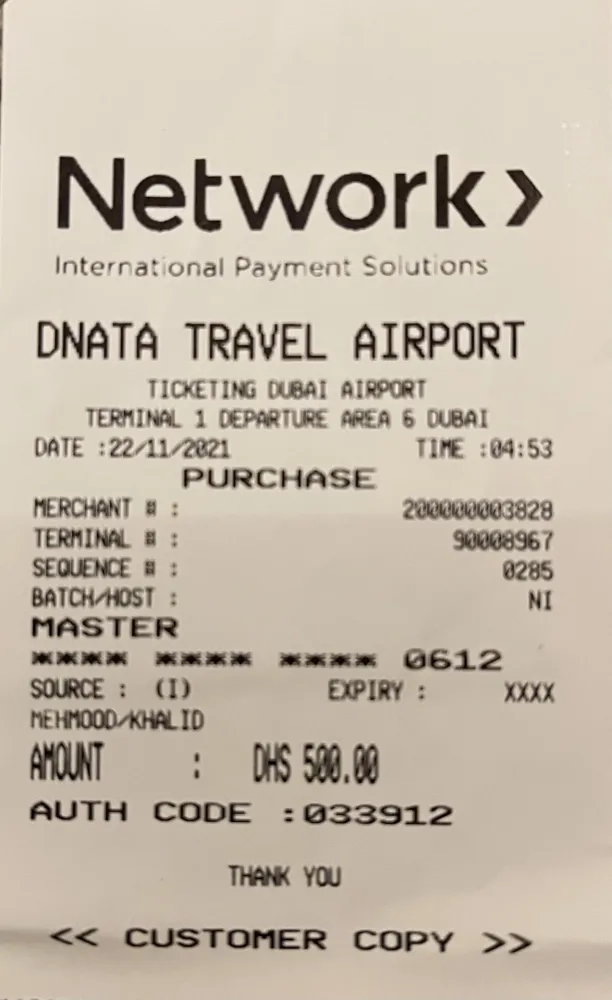 Network>
International Payment Solutions
DNATA TRAVEL AIRPORT
TICKETING DUBAI AIRPORT
TERMINAL 1 DEPARTURE AREA 6 DUBAI
DATE :22/11/2021 TIME :04:53
PURCHASE
MERCHANT # : 200000003828
TERMINAL # : 90008967
SEQUENCE # : 0285
BATCH/HOST : NI
MASTER
**** **** **** 0612
SOURCE : (I) EXPIRY : XXXX
MEHMOOD/KHALID
AMOUNT : DHS 500.00
AUTH CODE :033912
THANK YOU
<< CUSTOMER COPY >>